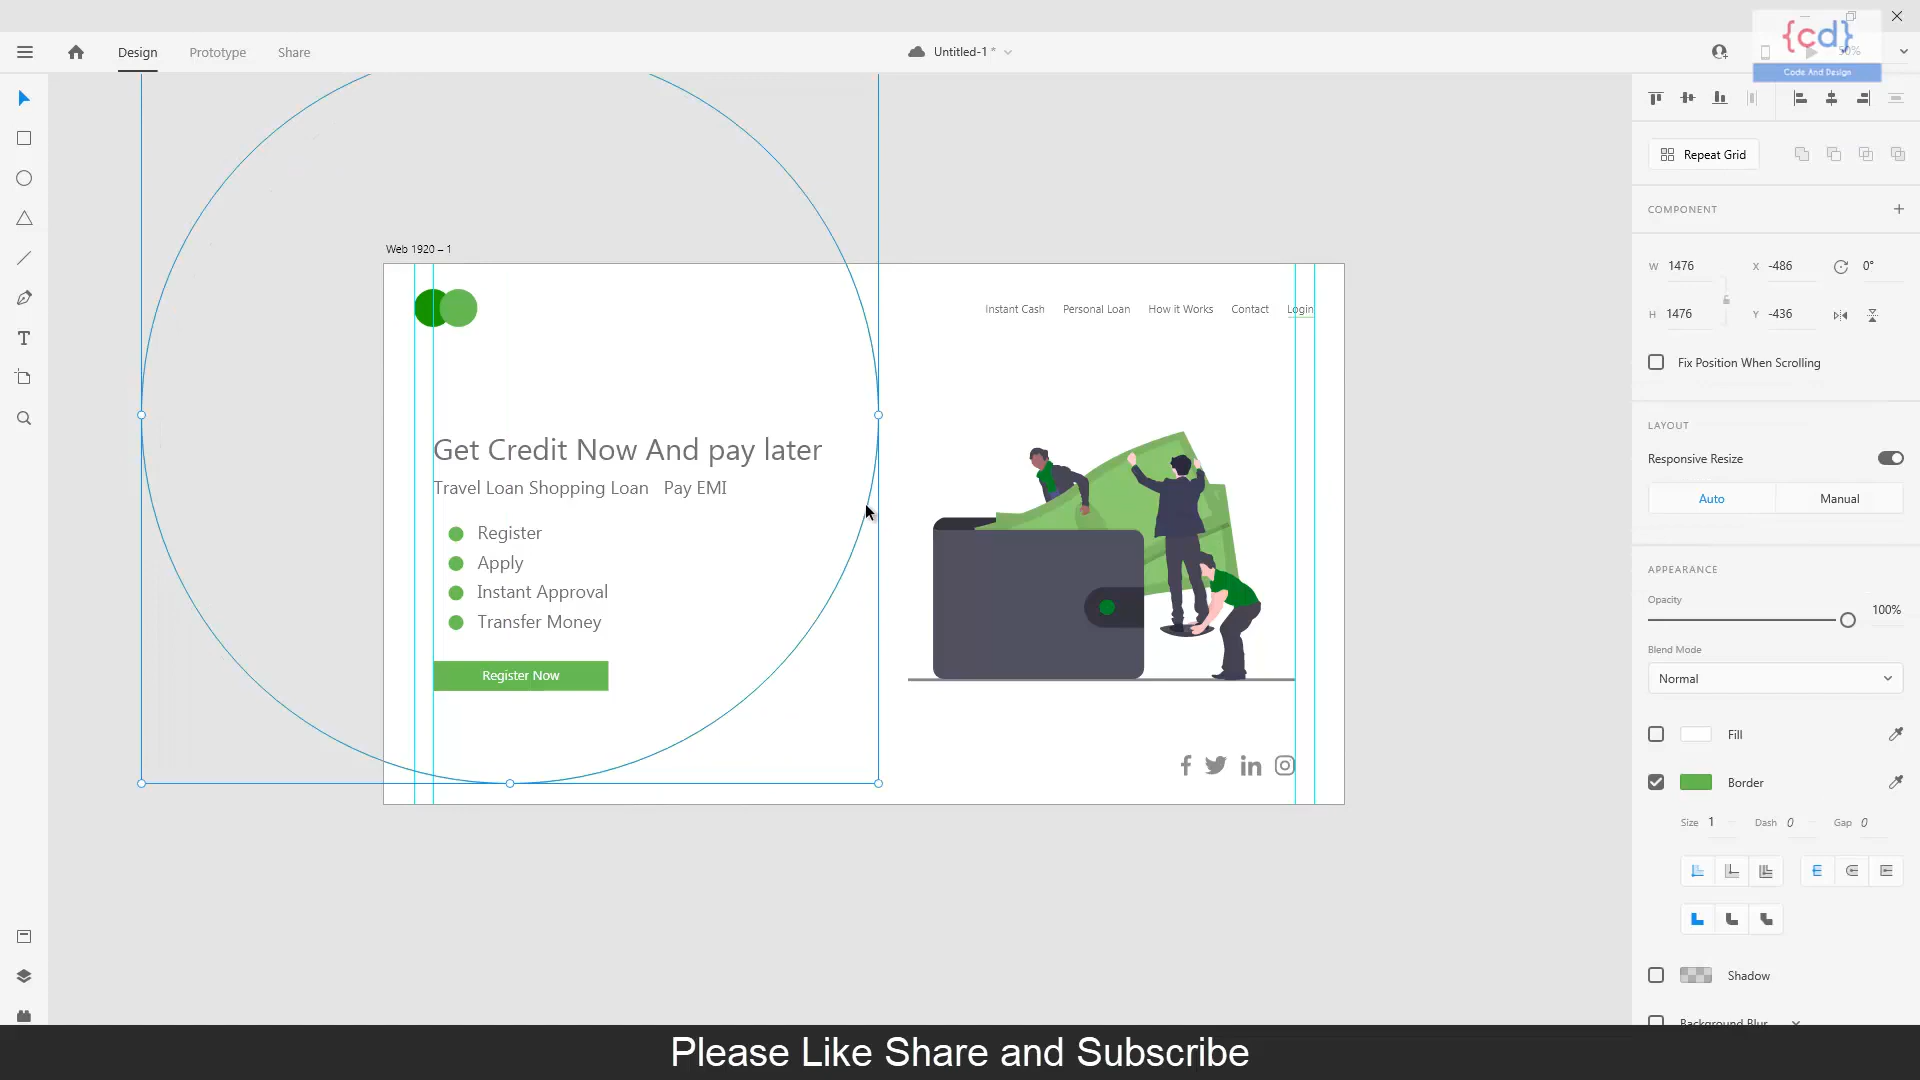 Design
Prototype
Share
Untitled-1 *
50%
{cd}
Code And Design
Repeat Grid
COMPONENT
W 1476
X -486
0°
H 1476
Y -436
Fix Position When Scrolling
LAYOUT
Responsive Resize
Auto
Manual
APPEARANCE
Opacity
100%
Blend Mode
Normal
Fill
Border
Size 1
Dash 0
Gap 0
Shadow
Background Blur
Web 1920 – 1
Instant Cash
Personal Loan
How it Works
Contact
Login
Get Credit Now And pay later
Travel Loan Shopping Loan Pay EMI
Register
Apply
Instant Approval
Transfer Money
Register Now
Please Like Share and Subscribe